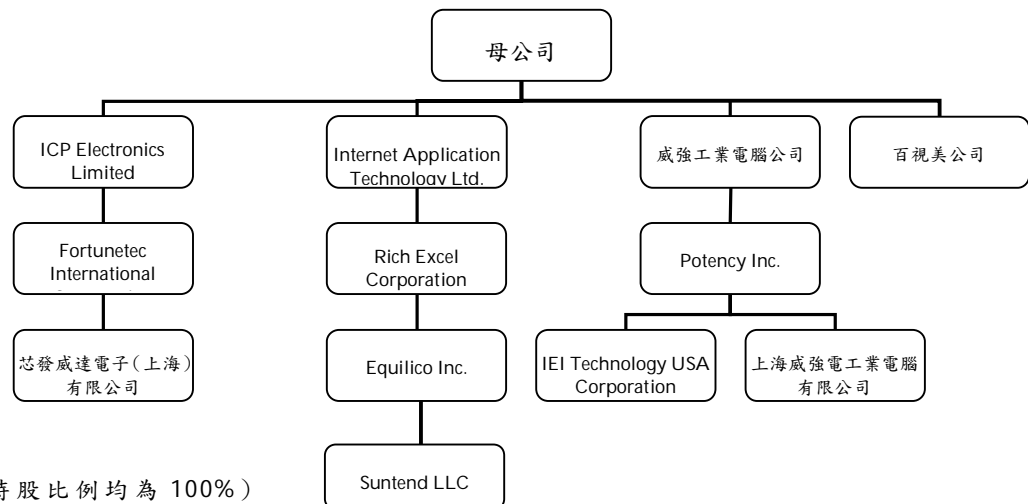 母公司
ICP Electronics
Limited
Internet Application
Technology Ltd.
威強工業電腦公司
百視美公司
Fortunetec
International
Rich Excel
Corporation
Potency Inc.
芯發威達電子(上海)
有限公司
Equilico Inc.
IEI Technology USA
Corporation
上海威強電工業電腦
有限公司
Suntend LLC
持股比例均為 100%)